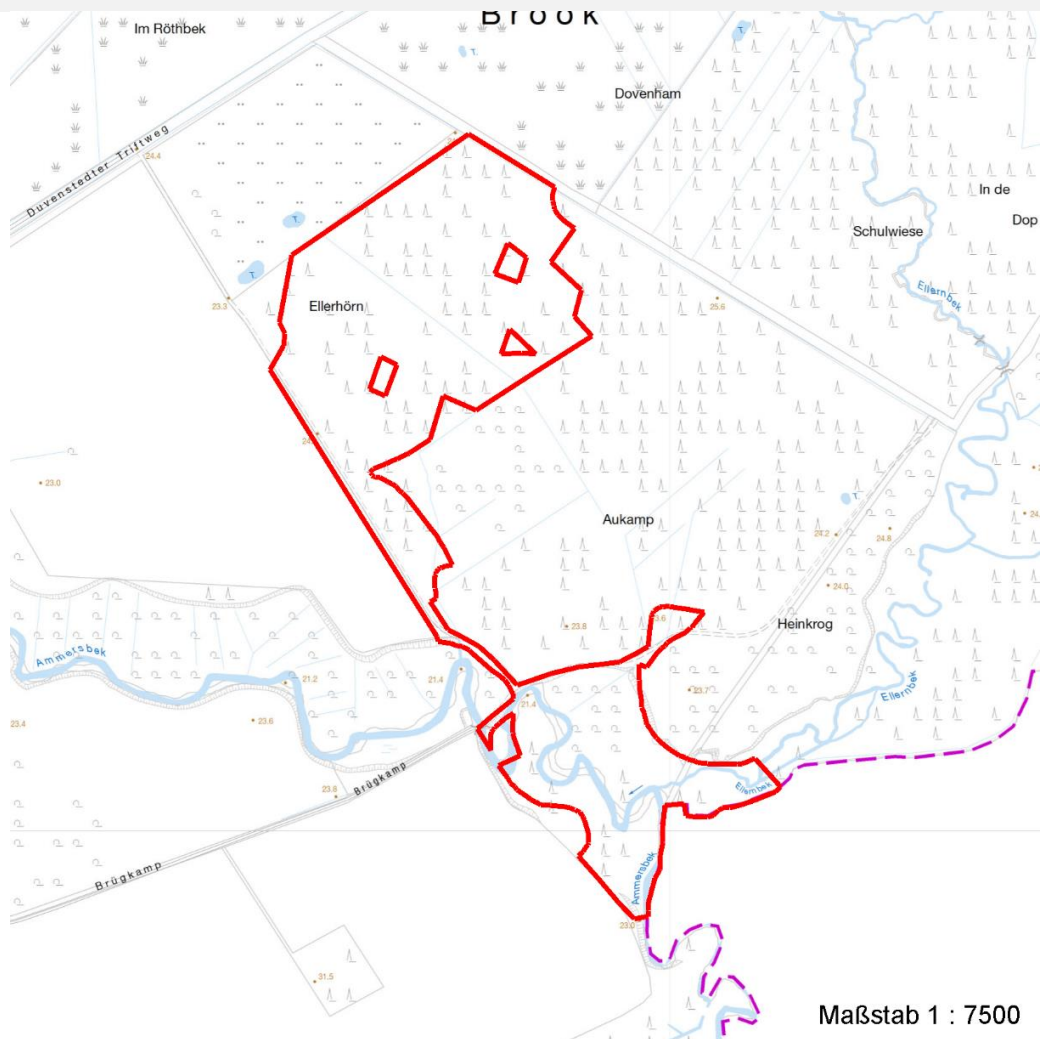 Brook
Im Röthbek
T.
T.
Dovenham
Duvenstedter Triftweg
24.4
In de
Dop
Schulwiese
T.
T.
Ellernbek
23.3
Ellerhörn
25.6
23.0
T.
Aukamp
24.2
24.8
24.0
23.8
Heinkrog
Ammersbek
21.4
21.2
23.7
21.4
Ellernbek
23.4
23.6
Brügkamp
23.8
Ellernbek
Brügkamp
Ammersbek
23.0
31.5
Maßstab 1 : 7500